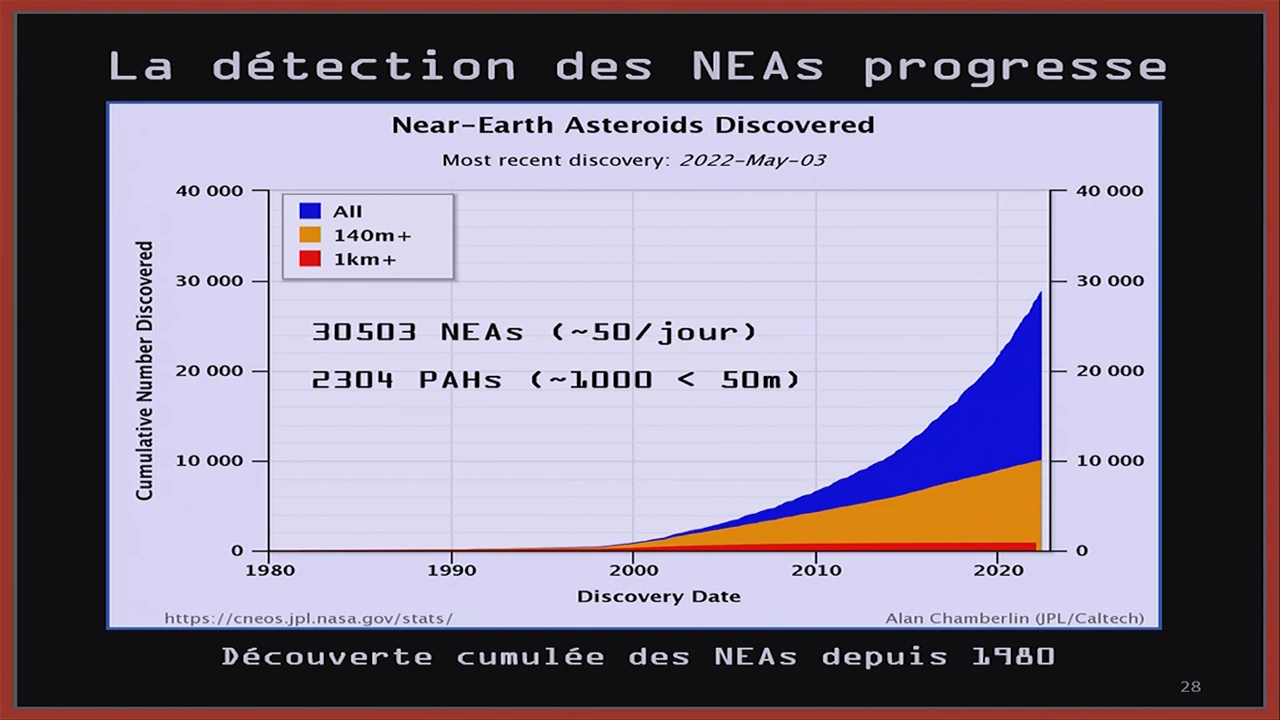 La détection des NEAs progresse
Near-Earth Asteroids Discovered
Most recent discovery: 2022-May-03
40 000
40 000
All
140m+
1km+
30 000
30 000
30503 NEAs (~50/jour)
20 000
20 000
2304 PAHs (~1000 < 50m)
Cumulative Number Discovered
10 000
10 000
0
0
1980
1990
2000
2010
2020
Discovery Date
https://cneos.jpl.nasa.gov/stats/
Alan Chamberlin (JPL/Caltech)
Découverte cumulée des NEAs depuis 1980
28